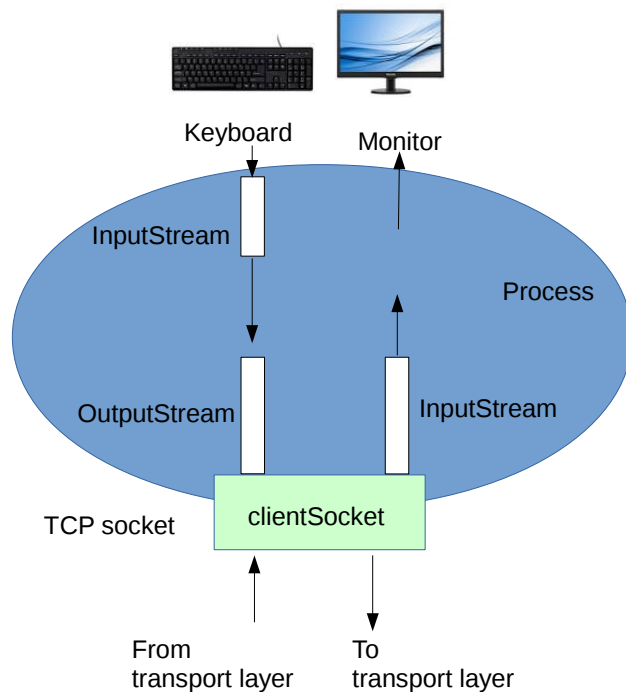 Keyboard
Monitor
InputStream
Process
OutputStream
InputStream
clientSocket
TCP socket
From
transport layer
To
transport layer